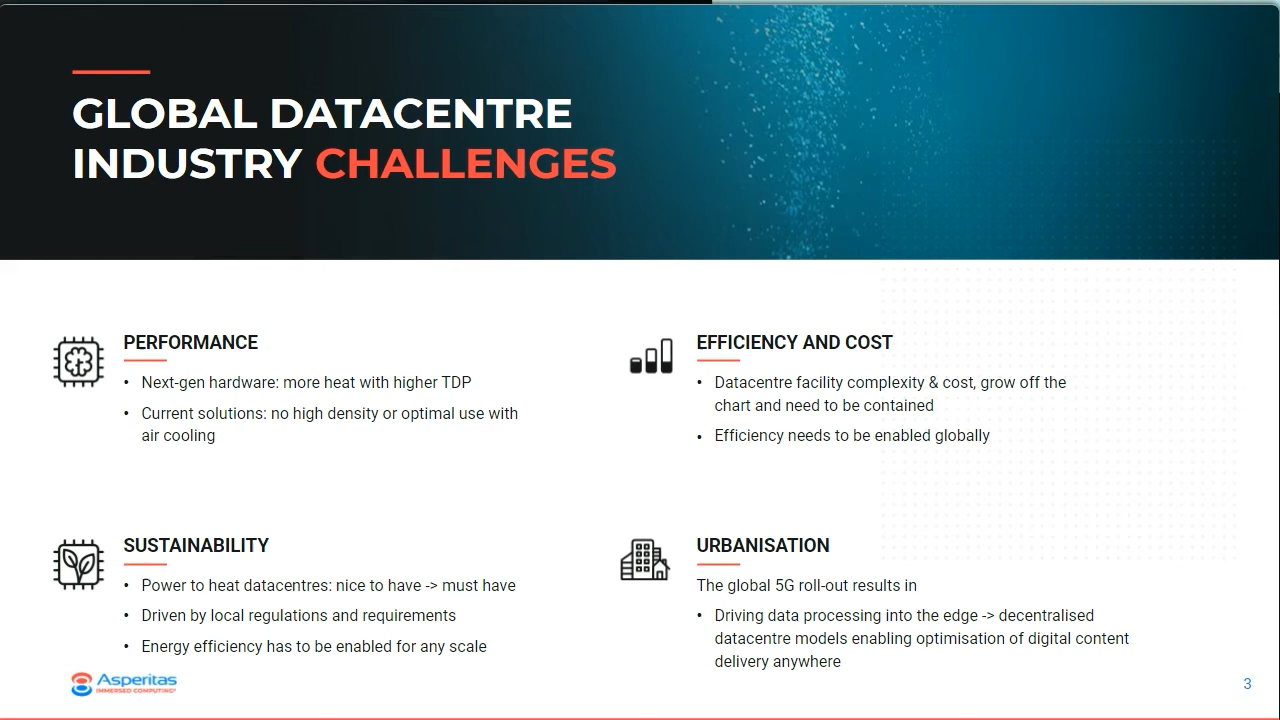 GLOBAL DATACENTRE
INDUSTRY CHALLENGES
PERFORMANCE
• Next-gen hardware: more heat with higher TDP
• Current solutions: no high density or optimal use with
air cooling
EFFICIENCY AND COST
• Datacentre facility complexity & cost, grow off the
chart and need to be contained
• Efficiency needs to be enabled globally
SUSTAINABILITY
• Power to heat datacentres: nice to have -> must have
• Driven by local regulations and requirements
• Energy efficiency has to be enabled for any scale
URBANISATION
The global 5G roll-out results in
• Driving data processing into the edge -> decentralised
datacentre models enabling optimisation of digital content
delivery anywhere
Asperitas
IMMERSED COMPUTING®
3